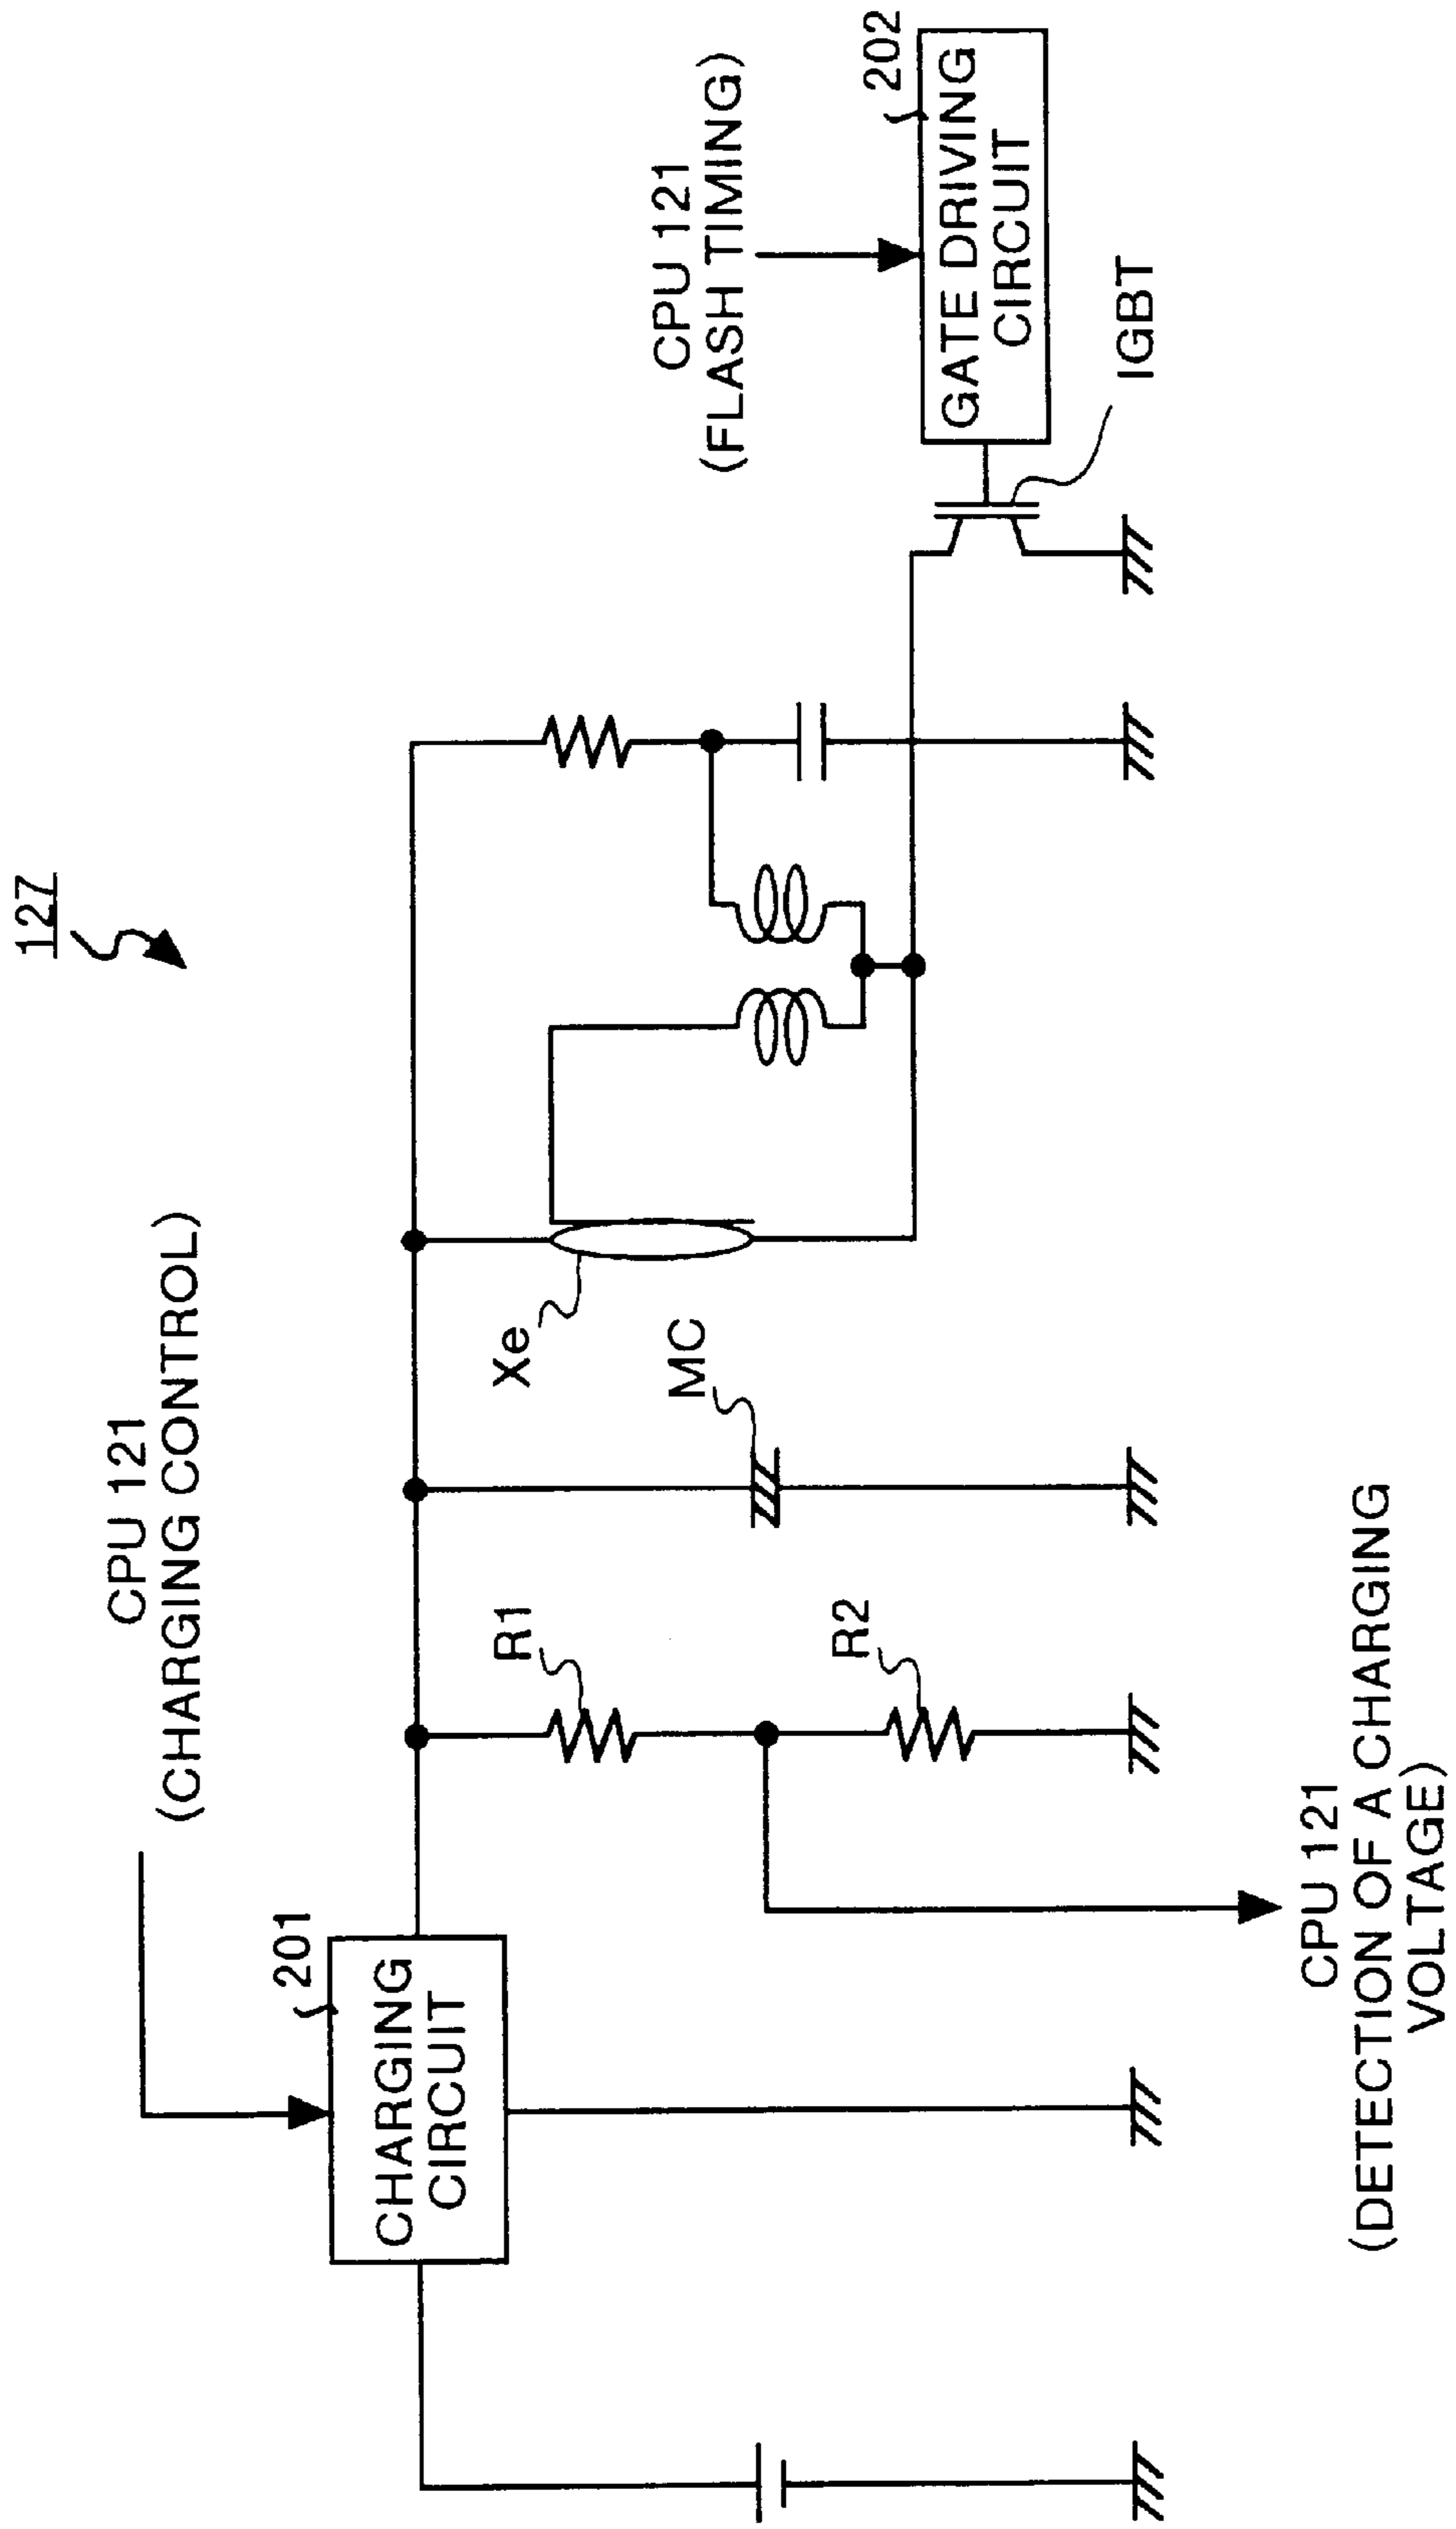 127
CPU 121
(CHARGING CONTROL)
201
CHARGING
CIRCUIT
R1
R2
MC
Xe
CPU 121
(FLASH TIMING)
202
GATE DRIVING
CIRCUIT
IGBT
CPU 121
(DETECTION OF A CHARGING
VOLTAGE)